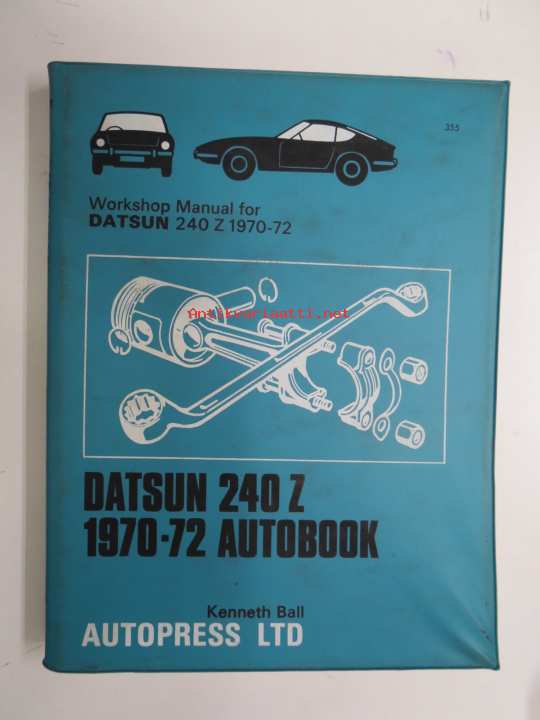 355
Workshop Manual for
DATSUN 240 Z 1970-72
Antikvariaatti.net
DATSUN 240 Z
1970-72 AUTOBOOK
Kenneth Ball
AUTOPRESS LTD